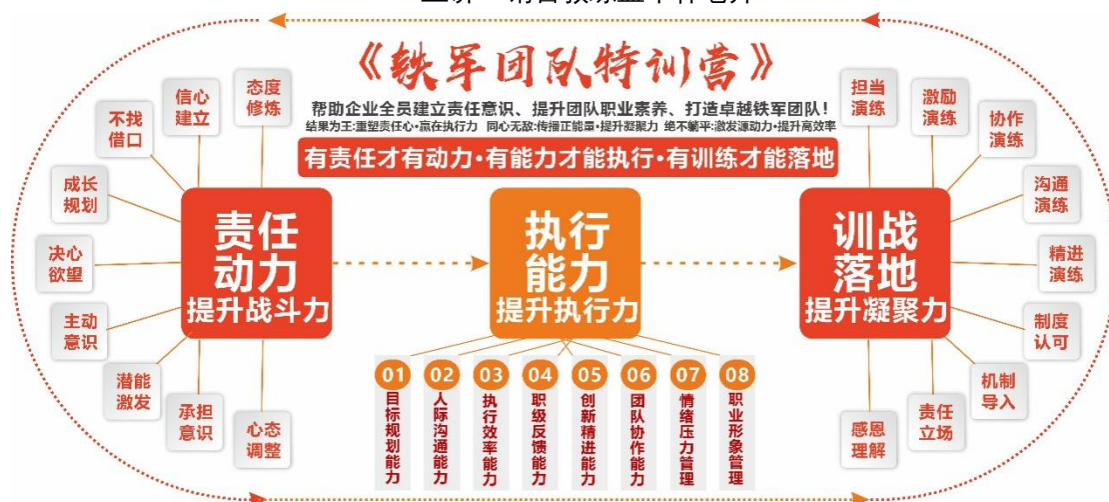 《铁军团队特训营》
帮助企业全员建立责任意识、提升团队职业素养、打造卓越铁军团队!
结果为王:重塑责任心•赢在执行力 同心无敌:传播正能量•提升凝聚力 绝不躺平:激发源动力•提升高效率
有责任才有动力•有能力才能执行•有训练才能落地
态度
修炼
信心
建立
不找
借口
成长
规划
决心
欲望
主动
意识
潜能
激发
承担
意识
心态
调整
责任
动力
提升战斗力
执行
能力
提升执行力
01
目标规划能力
02
人际沟通能力
03
执行效率能力
04
职级反馈能力
05
创新精进能力
06
团队协作能力
07
情绪压力管理
08
职业形象管理
训战
落地
提升凝聚力
担当
演练
激励
演练
协作
演练
沟通
演练
精进
演练
制度
认可
机制
导入
责任
立场
感恩
理解